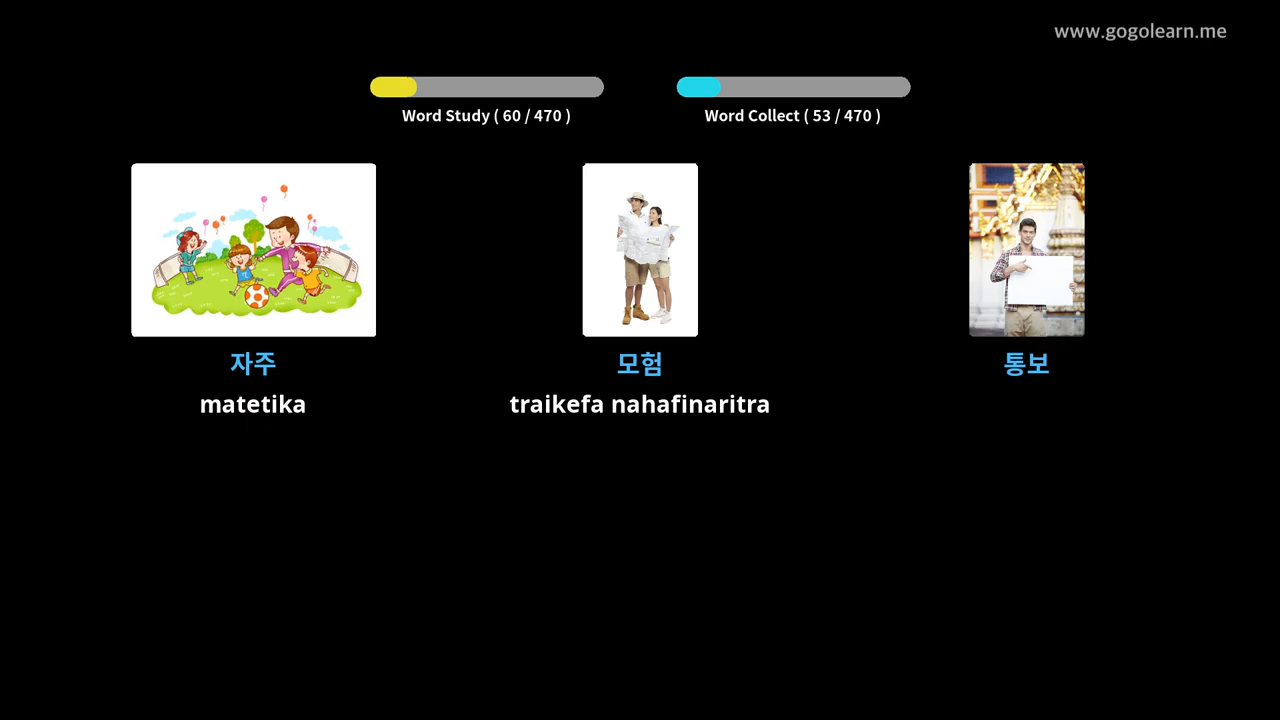 www.gogolearn.me
Word Study ( 60 / 470 )
Word Collect ( 53 / 470 )
자주
모험
통보
matetika
traikefa nahafinaritra